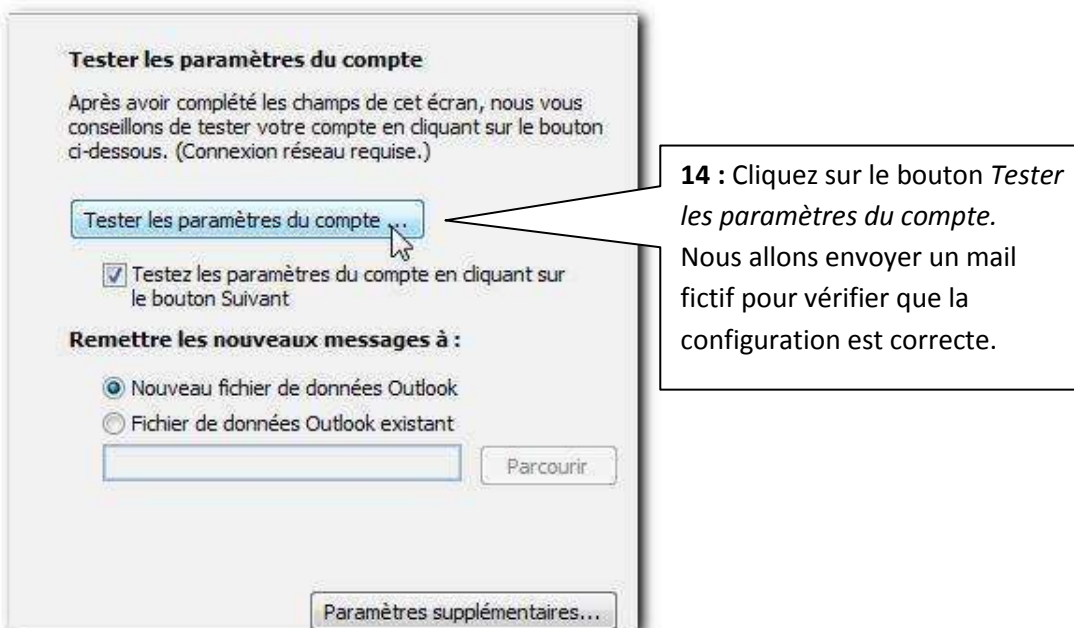 Tester les paramètres du compte
Après avoir complété les champs de cet écran, nous vous
conseillons de tester votre compte en cliquant sur le bouton
ci-dessous. (Connexion réseau requise.)
Tester les paramètres du compte ...
Testez les paramètres du compte en cliquant sur
le bouton Suivant
Remettre les nouveaux messages à :
Nouveau fichier de données Outlook
Fichier de données Outlook existant
Parcourir
Paramètres supplémentaires...
14 : Cliquez sur le bouton Tester
les paramètres du compte.
Nous allons envoyer un mail
fictif pour vérifier que la
configuration est correcte.